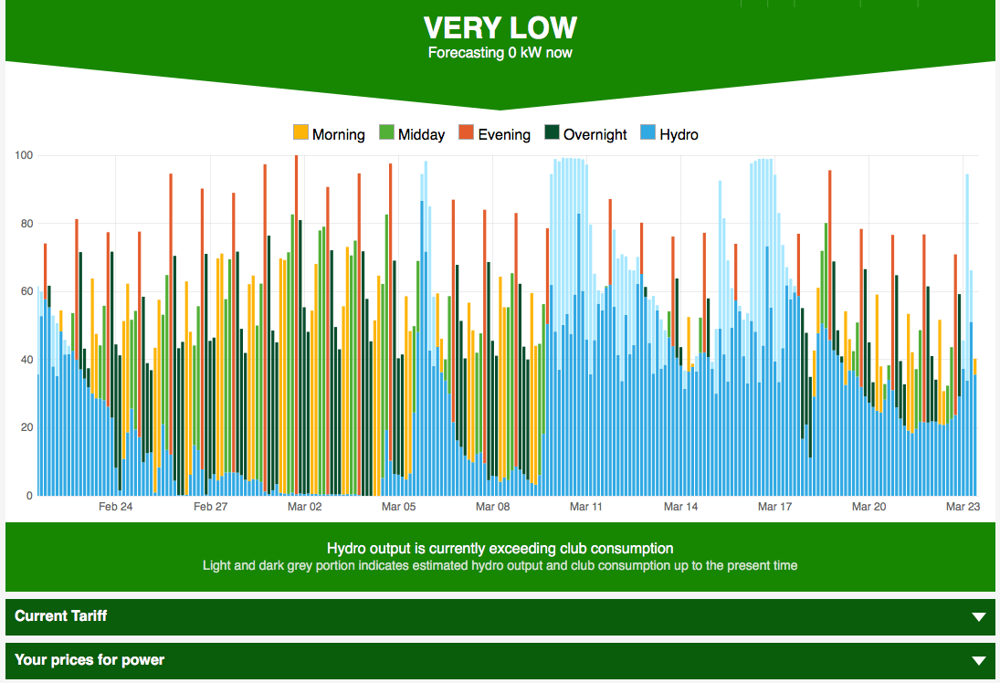 VERY LOW
Forecasting 0 kW now
Morning Midday Evening Overnight Hydro
100
80
60
40
20
0
Feb 24 Feb 27 Mar 02 Mar 05 Mar 08 Mar 11 Mar 14 Mar 17 Mar 20 Mar 23
Hydro output is currently exceeding club consumption
Light and dark grey portion indicates estimated hydro output and club consumption up to the present time
Current Tariff
Your prices for power